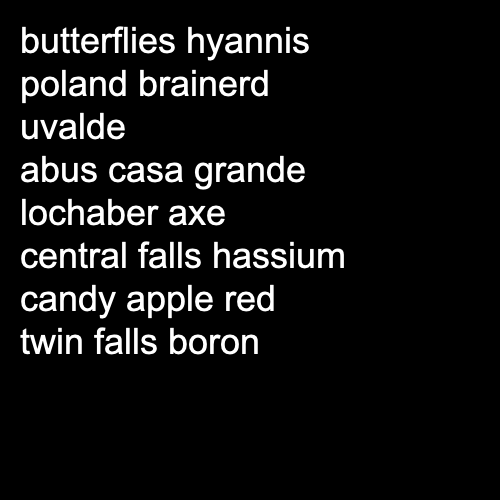 butterflies hyannis
poland brainerd
uvalde
abus casa grande
lochaber axe
central falls hassium
candy apple red
twin falls boron